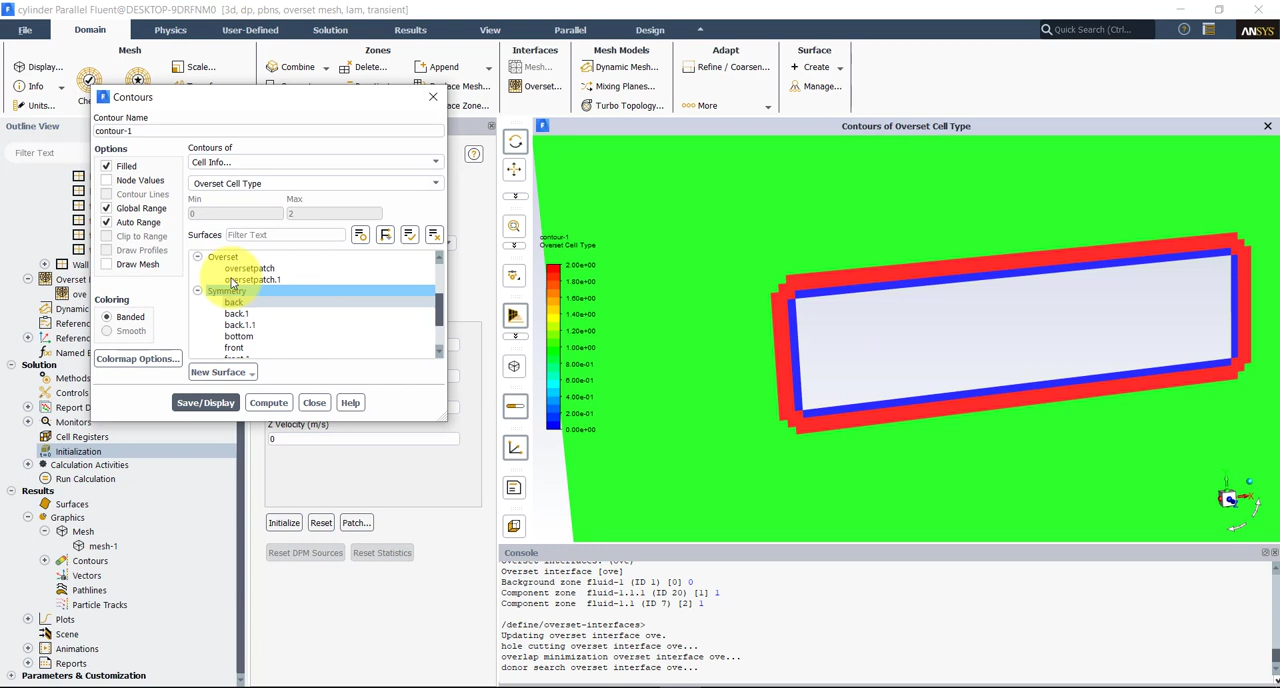 cylinder Parallel Fluent@DESKTOP-9DRFNM0 [3d, dp, pbns, overset mesh, lam, transient]
File Domain Physics User-Defined Solution Results View Parallel Design Quick Search (Ctrl... ANSYS
Mesh Zones Interfaces Mesh Models Adapt Surface
Display... Scale... Combine Delete... Append Mesh... Dynamic Mesh... Refine / Coarsen... Create
Info Overset... Mixing Planes... Manage...
Units... Turbo Topology... More
Outline View
Filter Text
Contours
Contour Name
contour-1
Options
Filled
Node Values
Contour Lines
Global Range
Auto Range
Clip to Range
Draw Profiles
Draw Mesh
Coloring
Banded
Smooth
Colormap Options...
Contours of
Cell Info...
Overset Cell Type
Min Max
0 2
Surfaces Filter Text
Overset
oversetpatch
oversetpatch.1
Symmetry
back
back.1
back.1.1
bottom
front
New Surface
Save/Display Compute Close Help
Z Velocity (m/s)
0
Initialize Reset Patch...
Reset DPM Sources Reset Statistics
Wall
Overset
ove
Referenc
Referenc
Named E
Solution
Methods
Controls
Report D
Monitors
Cell Registers
Initialization
Calculation Activities
Run Calculation
Results
Surfaces
Graphics
Mesh
mesh-1
Contours
Vectors
Pathlines
Particle Tracks
Plots
Scene
Animations
Reports
Parameters & Customization
Contours of Overset Cell Type
contour-1
Overset Cell Type
2.00e+00
1.80e+00
1.60e+00
1.40e+00
1.20e+00
1.00e+00
8.00e-01
6.00e-01
4.00e-01
2.00e-01
0.00e+00
Console
Overset interfaces: (ove)
Overset interface [ove]
Background zone fluid-1 (ID 1) [0] 0
Component zone fluid-1.1.1 (ID 20) [1] 1
Component zone fluid-1.1 (ID 7) [2] 1
/define/overset-interfaces>
Updating overset interface ove.
hole cutting overset interface ove...
overlap minimization overset interface ove...
donor search overset interface ove...